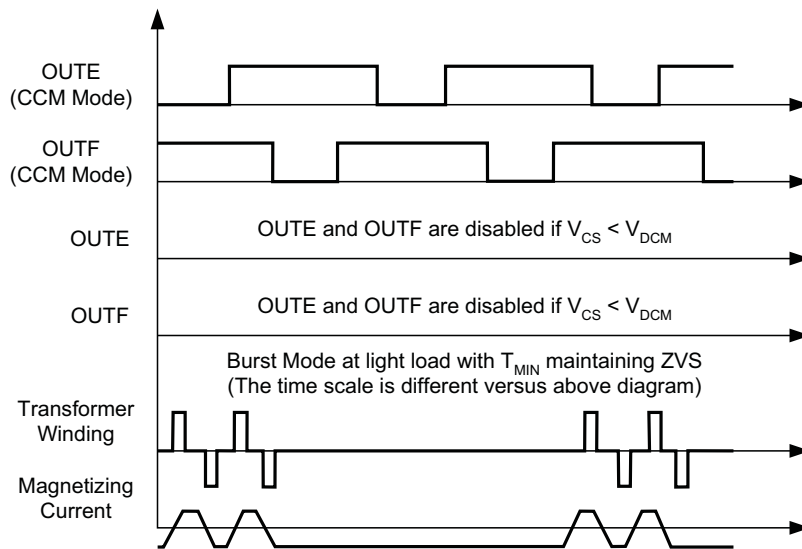 OUTE
(CCM Mode)
OUTF
(CCM Mode)
OUTE
OUTE and OUTF are disabled if V_CS < V_DCM
OUTF
OUTE and OUTF are disabled if V_CS < V_DCM
Burst Mode at light load with T_MIN maintaining ZVS
(The time scale is different versus above diagram)
Transformer
Winding
Magnetizing
Current